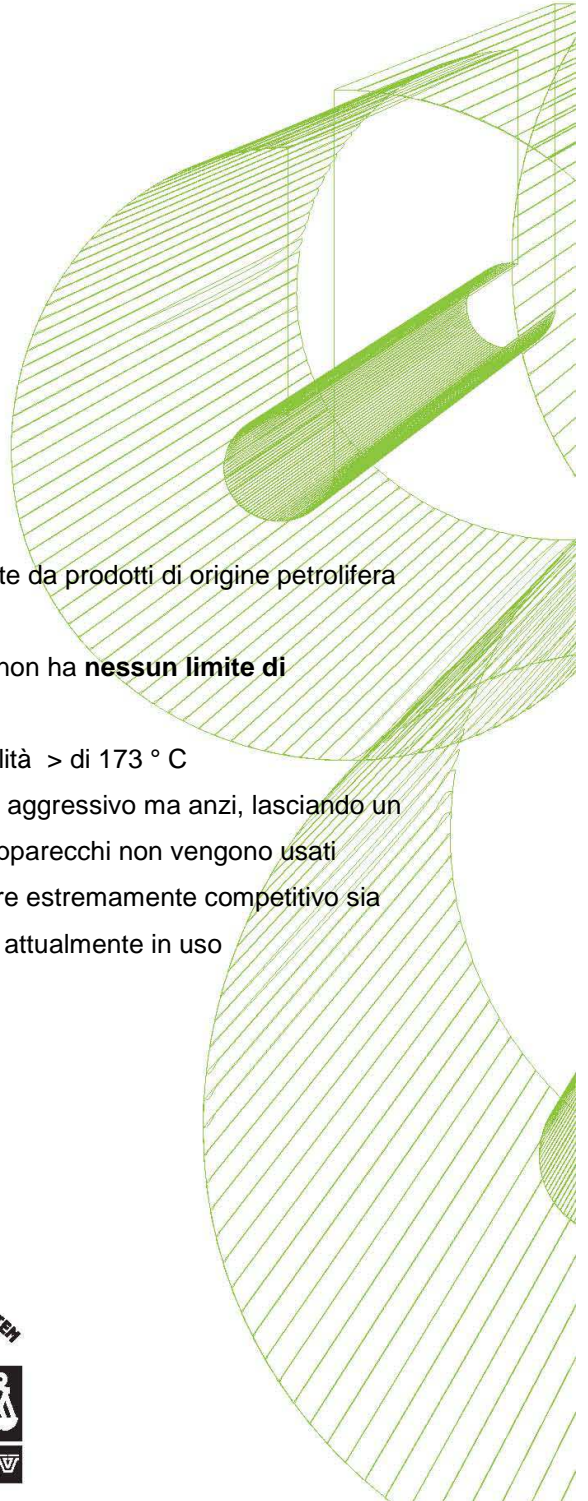 te da prodotti di origine petrolifera
non ha nessun limite di
lità > di 173 ° C
aggressivo ma anzi, lasciando un
pparecchi non vengono usati
re estremamente competitivo sia
attualmente in uso